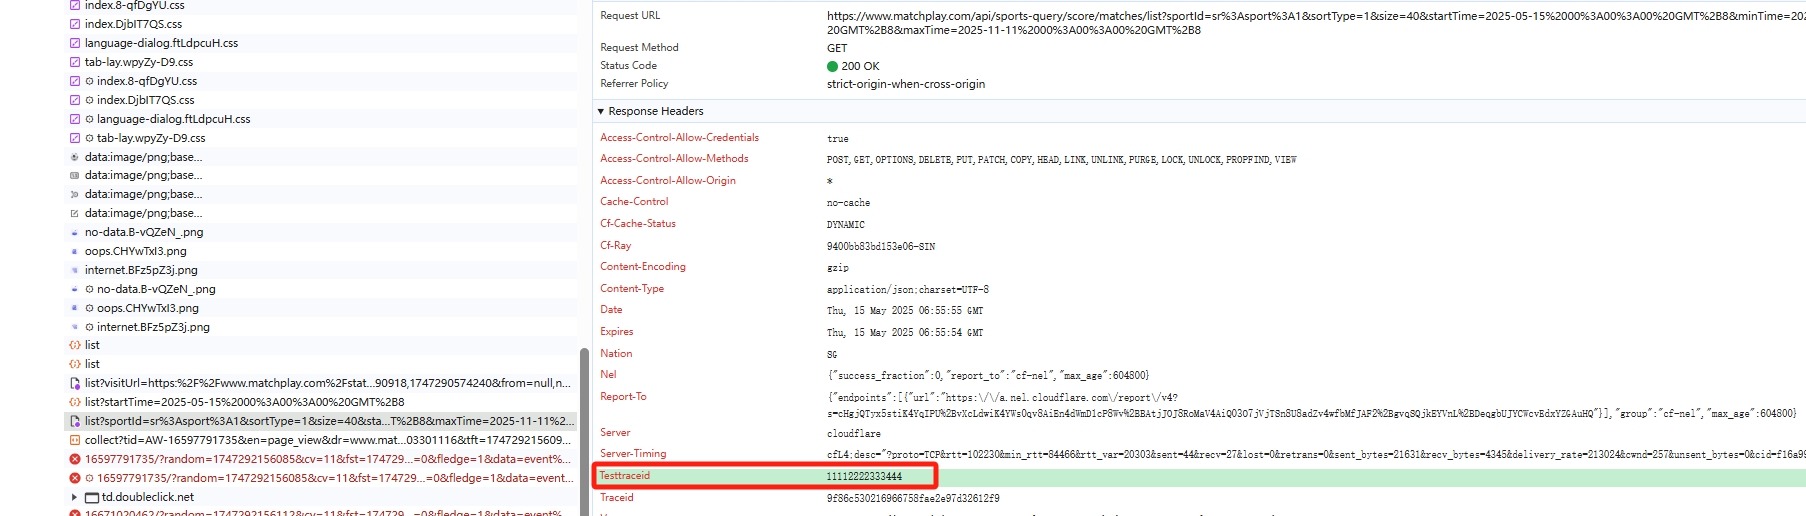 index.8-qfDgYU.css
index.DjbIT7QS.css
language-dialog.ftLdpcuH.css
tab-lay.wpyZy-D9.css
index.8-qfDgYU.css
index.DjbIT7QS.css
language-dialog.ftLdpcuH.css
tab-lay.wpyZy-D9.css
data:image/png;base...
data:image/png;base...
data:image/png;base...
data:image/png;base...
no-data.B-vQZeN_.png
oops.CHYwTxI3.png
internet.BFz5pZ3j.png
no-data.B-vQZeN_.png
oops.CHYwTxI3.png
internet.BFz5pZ3j.png
list
list
list?visitUrl=https:%2F%2Fwww.matchplay.com%2Fstat...90918,1747290574240&from=null,n...
list?startTime=2025-05-15%2000%3A00%3A00%20GMT%2B8
list?sportId=sr%3Asport%3A1&sortType=1&size=40&sta...T%2B8&maxTime=2025-11-11%2...
collect?tid=AW-16597791735&en=page_view&dr=www.mat...03301116&tft=174729215609...
16597791735/?random=1747292156085&cv=11&fst=174729...=0&fledge=1&data=event%...
16597791735/?random=1747292156085&cv=11&fst=174729...=0&fledge=1&data=event...
td.doubleclick.net
16671020462/?random=1747292156112&cv=11&fst=174729...=0&fledge=1&data=event%...
Request URL
https://www.matchplay.com/api/sports-query/score/matches/list?sportId=sr%3Asport%3A1&sortType=1&size=40&startTime=2025-05-15%2000%3A00%3A00%20GMT%2B8&minTime=202
20GMT%2B8&maxTime=2025-11-11%2000%3A00%3A00%20GMT%2B8
Request Method GET
Status Code 200 OK
Referrer Policy strict-origin-when-cross-origin
Response Headers
Access-Control-Allow-Credentials true
Access-Control-Allow-Methods POST,GET,OPTIONS,DELETE,PUT,PATCH,COPY,HEAD,LINK,UNLINK,PURGE,LOCK,UNLOCK,PROPFIND,VIEW
Access-Control-Allow-Origin *
Cache-Control no-cache
Cf-Cache-Status DYNAMIC
Cf-Ray 9400bb83bd153e06-SIN
Content-Encoding gzip
Content-Type application/json;charset=UTF-8
Date Thu, 15 May 2025 06:55:55 GMT
Expires Thu, 15 May 2025 06:55:54 GMT
Nation SG
Nel {"success_fraction":0,"report_to":"cf-nel","max_age":604800}
Report-To {"endpoints":[{"url":"https:\/\/a.nel.cloudflare.com\/report\/v4?
s=cHgjQTyx5stiK4YqIPU%2BvXcLdwiK4YWsOqv8AiEn4dWmD1cP8Wv%2BBAtjJOJ8RoMaV4AiQ0307jVjTSn8U8adZv4wfbMfJAF2%2BgvqSQjkEYVnL%2BDeqgbUJYCWcvEdxYZGAuHQ"}],"group":"cf-nel","max_age":604800}
Server cloudflare
Server-Timing cfL4;desc="?proto=TCP&rtt=102230&min_rtt=84466&rtt_var=20303&sent=44&recv=27&lost=0&retrans=0&sent_bytes=21631&recv_bytes=4345&delivery_rate=213024&cwnd=257&unsent_bytes=0&cid=f16a99
Testtraceid 11112222333444
Traceid 9f86c530216966758fae2e97d32612f9